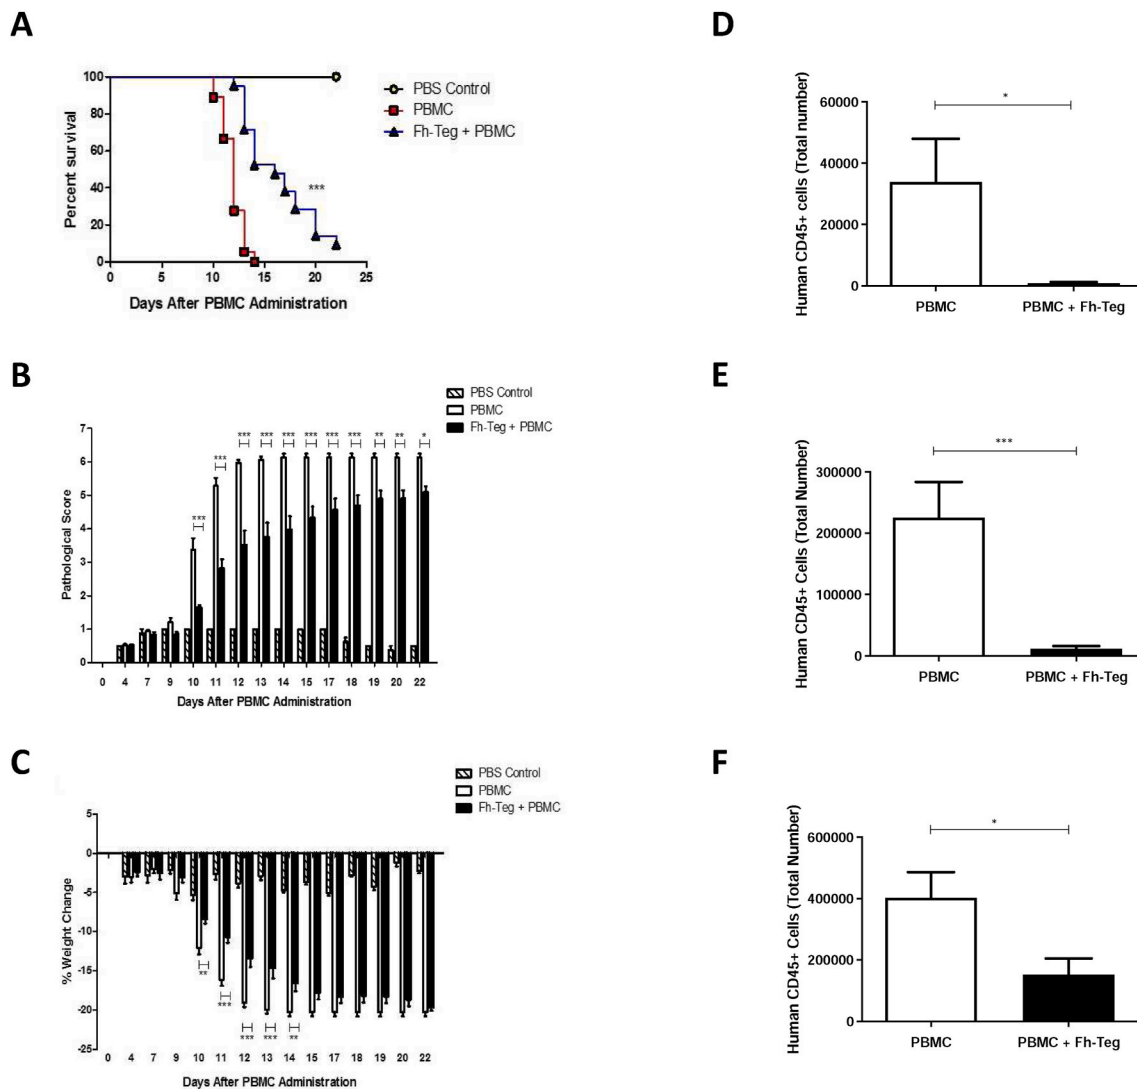 A
Percent survival
100
80
60
40
20
0
0 5 10 15 20 25
Days After PBMC Administration
PBS Control
PBMC
Fh-Teg + PBMC
***
B
Pathological Score
7
6
5
4
3
2
1
0
0 4 7 9 10 11 12 13 14 15 17 18 19 20 22
Days After PBMC Administration
PBS Control
PBMC
Fh-Teg + PBMC
*** *** *** *** *** *** *** *** ** ** *
C
% Weight Change
5
0
-5
-10
-15
-20
-25
0 4 7 9 10 11 12 13 14 15 17 18 19 20 22
Days After PBMC Administration
PBS Control
PBMC
Fh-Teg + PBMC
** *** *** *** **
D
Human CD45+ cells (Total number)
60000
40000
20000
0
*
PBMC PBMC + Fh-Teg
E
Human CD45+ Cells (Total Number)
300000
200000
100000
0
***
PBMC PBMC + Fh-Teg
F
Human CD45+ Cells (Total Number)
600000
400000
200000
0
*
PBMC PBMC + Fh-Teg